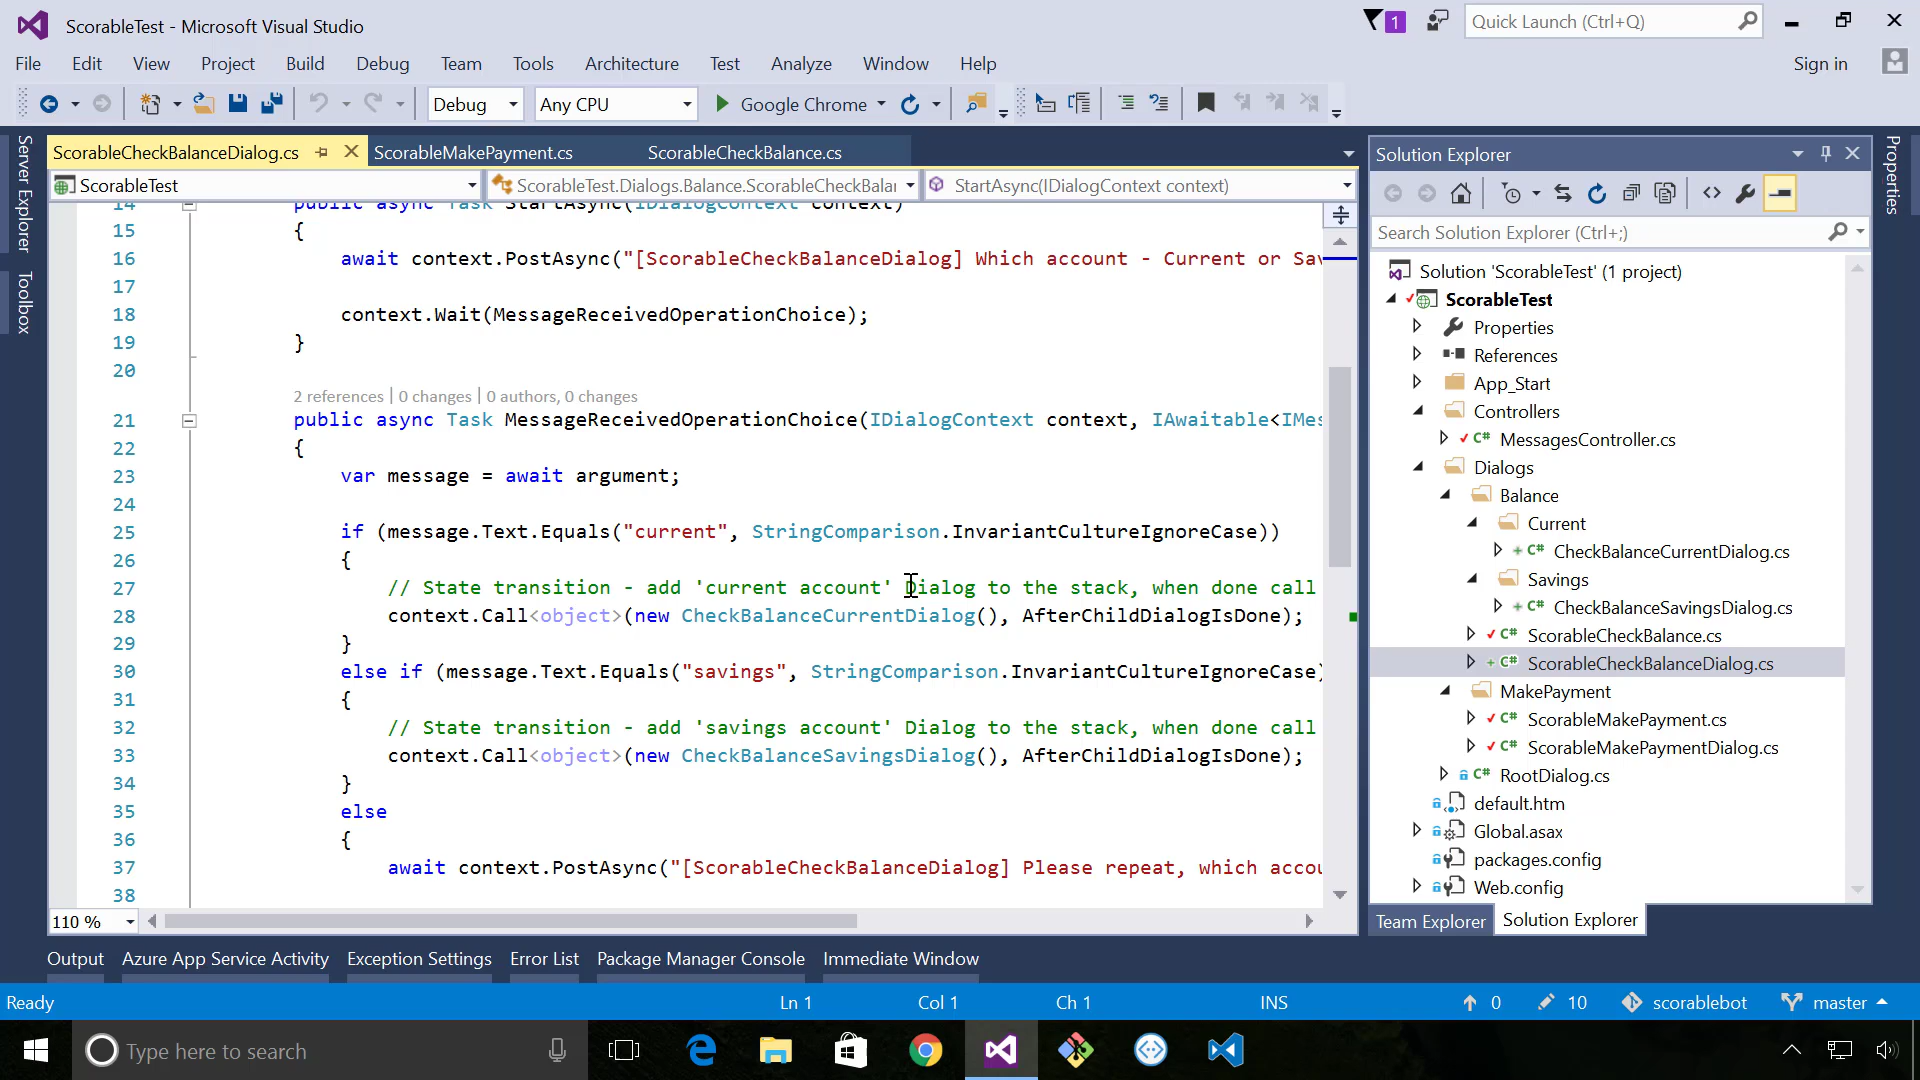 ScorableTest - Microsoft Visual Studio
1
Quick Launch (Ctrl+Q)
File Edit View Project Build Debug Team Tools Architecture Test Analyze Window Help
Sign in
Debug Any CPU Google Chrome
Server Explorer
Toolbox
ScorableCheckBalanceDialog.cs ScorableMakePayment.cs ScorableCheckBalance.cs
ScorableTest ScorableTest.Dialogs.Balance.ScorableCheckBalar StartAsync(IDialogContext context)
14 public async Task StartAsync(IDialogContext context)
15 {
16 await context.PostAsync("[ScorableCheckBalanceDialog] Which account - Current or Sav
17
18 context.Wait(MessageReceivedOperationChoice);
19 }
20
2 references | 0 changes | 0 authors, 0 changes
21 public async Task MessageReceivedOperationChoice(IDialogContext context, IAwaitable<IMes
22 {
23 var message = await argument;
24
25 if (message.Text.Equals("current", StringComparison.InvariantCultureIgnoreCase))
26 {
27 // State transition - add 'current account' Dialog to the stack, when done call
28 context.Call<object>(new CheckBalanceCurrentDialog(), AfterChildDialogIsDone);
29 }
30 else if (message.Text.Equals("savings", StringComparison.InvariantCultureIgnoreCase)
31 {
32 // State transition - add 'savings account' Dialog to the stack, when done call
33 context.Call<object>(new CheckBalanceSavingsDialog(), AfterChildDialogIsDone);
34 }
35 else
36 {
37 await context.PostAsync("[ScorableCheckBalanceDialog] Please repeat, which accou
38
110 %
Solution Explorer
Search Solution Explorer (Ctrl+;)
Solution 'ScorableTest' (1 project)
ScorableTest
Properties
References
App_Start
Controllers
C# MessagesController.cs
Dialogs
Balance
Current
C# CheckBalanceCurrentDialog.cs
Savings
C# CheckBalanceSavingsDialog.cs
C# ScorableCheckBalance.cs
C# ScorableCheckBalanceDialog.cs
MakePayment
C# ScorableMakePayment.cs
C# ScorableMakePaymentDialog.cs
C# RootDialog.cs
default.htm
Global.asax
packages.config
Web.config
Team Explorer Solution Explorer
Properties
Output Azure App Service Activity Exception Settings Error List Package Manager Console Immediate Window
Ready Ln 1 Col 1 Ch 1 INS 0 10 scorablebot master
Type here to search